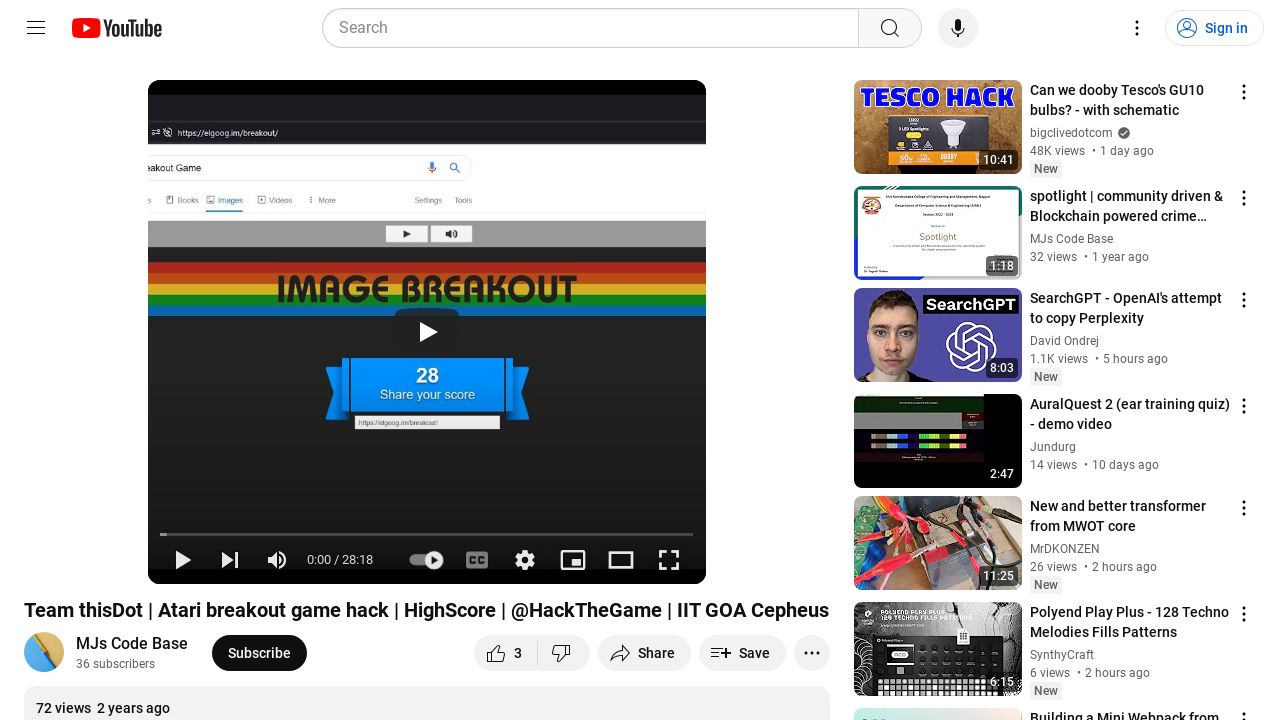 YouTube
Search
Sign in
https://elgoog.im/breakout/
eakout Game
Books
Images
Videos
More
Settings
Tools
IMAGE BREAKOUT
28
Share your score
https://elgoog.im/breakout/
0:00 / 28:18
CC
Team thisDot | Atari breakout game hack | HighScore | @HackTheGame | IIT GOA Cepheus
MJs Code Base
36 subscribers
Subscribe
3
Share
Save
72 views 2 years ago
TESCO HACK
10:41
Can we dooby Tesco's GU10
bulbs? - with schematic
bigclivedotcom
48K views • 1 day ago
New
Spotlight
1:18
spotlight | community driven &
Blockchain powered crime…
MJs Code Base
32 views • 1 year ago
SearchGPT
8:03
SearchGPT - OpenAI's attempt
to copy Perplexity
David Ondrej
1.1K views • 5 hours ago
New
2:47
AuralQuest 2 (ear training quiz)
- demo video
Jundurg
14 views • 10 days ago
11:25
New and better transformer
from MWOT core
MrDKONZEN
26 views • 2 hours ago
New
POLYEND PLAY PLUS
128 TECHNO MELODIES
FILLS PATTERNS
6:15
Polyend Play Plus - 128 Techno
Melodies Fills Patterns
SynthyCraft
6 views • 2 hours ago
New
Building a Mini Webpack from